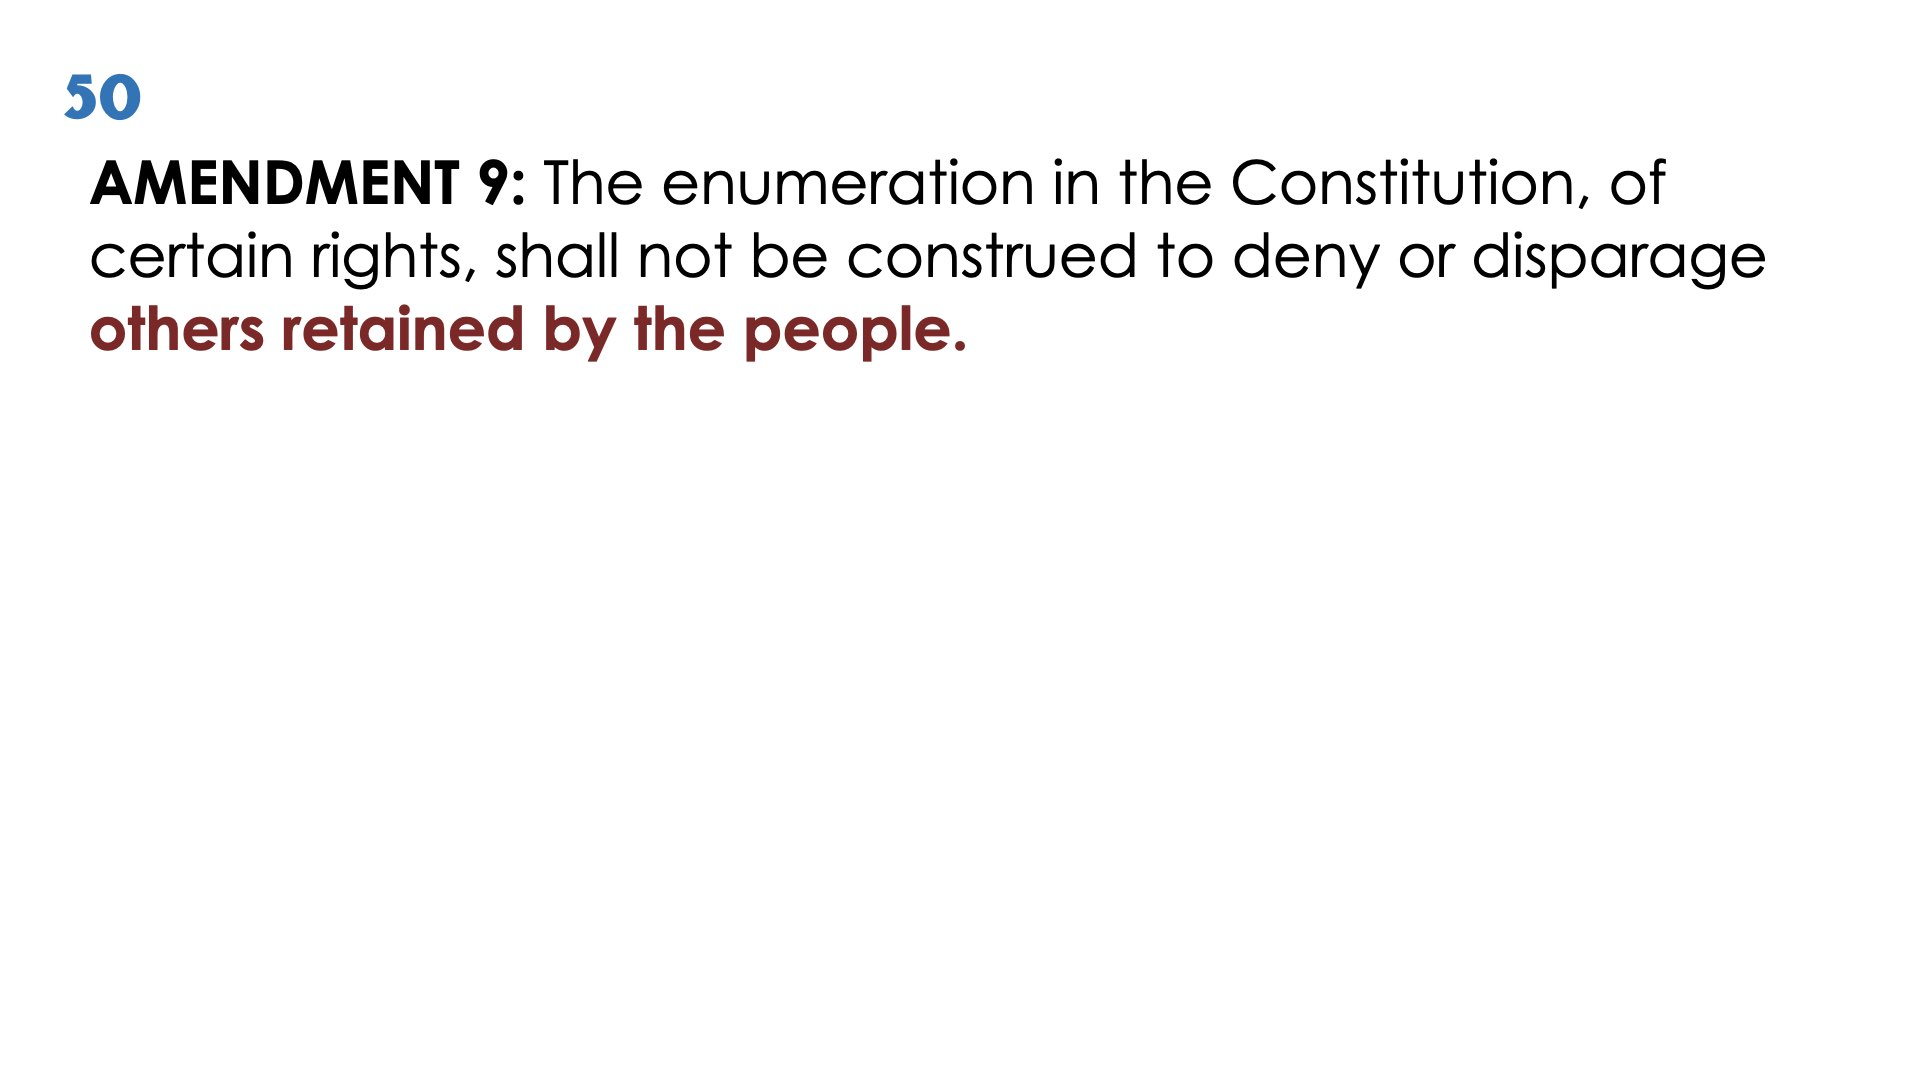 50
AMENDMENT 9: The enumeration in the Constitution, of
certain rights, shall not be construed to deny or disparage
others retained by the people.